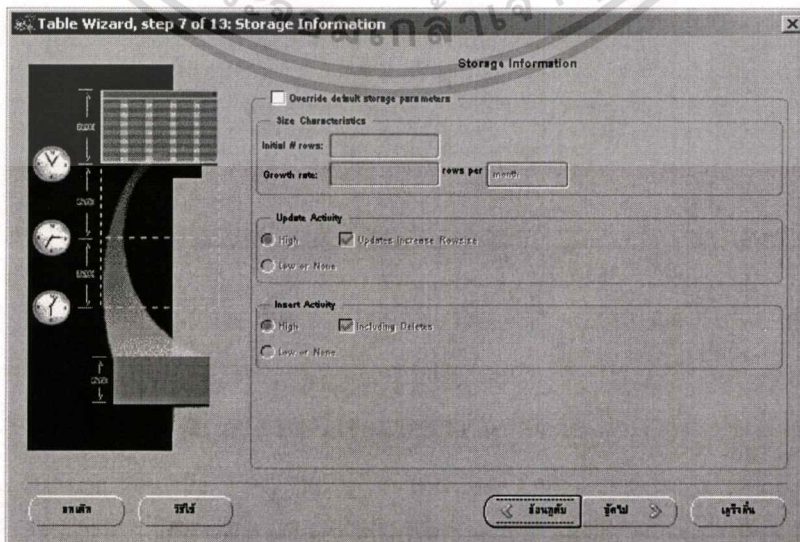 Table Wizard, step 7 of 13: Storage Information
Storage Information
Override default storage parameters
Size Characteristics
Initial # rows:
Growth rate:
rows per
month
Update Activity
High
Updates Increase Rowsize
Low or None
Insert Activity
High
Including Deletes
Low or None
ยกเลิก
วิธีใช้
ย้อนกลับ
ถัดไป
เสร็จสิ้น